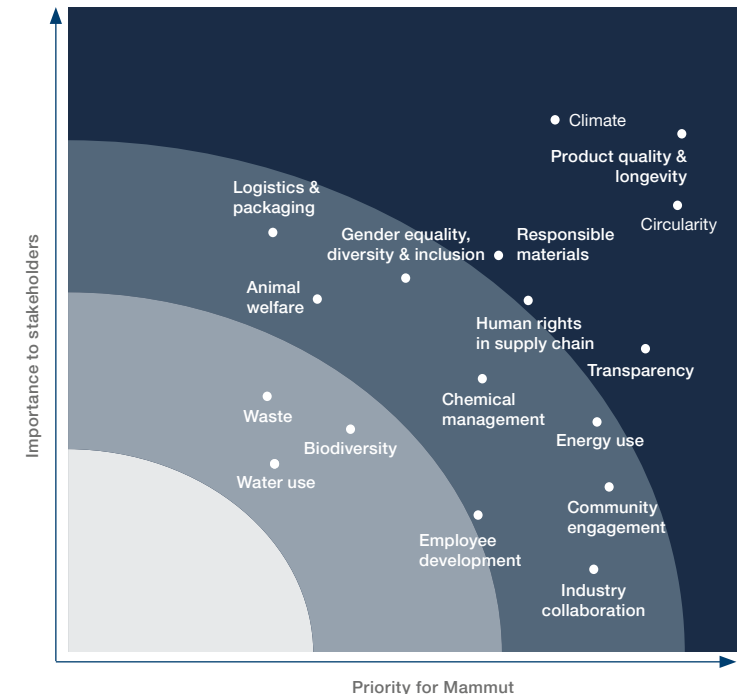 Importance to stakeholders
Climate
Product quality &
longevity
Circularity
Logistics &
packaging
Gender equality,
diversity & inclusion
Responsible
materials
Animal
welfare
Human rights
in supply chain
Transparency
Chemical
management
Waste
Biodiversity
Energy use
Water use
Community
engagement
Employee
development
Industry
collaboration
Priority for Mammut